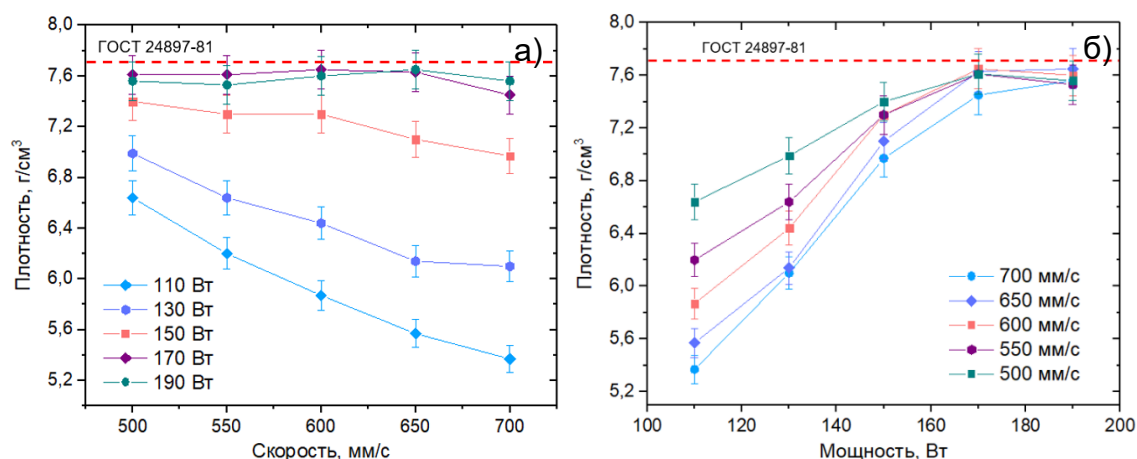 а)
ГОСТ 24897-81
8,0
7,6
7,2
6,8
6,4
6,0
5,6
5,2
Плотность, г/см³
110 Вт
130 Вт
150 Вт
170 Вт
190 Вт
500 550 600 650 700
Скорость, мм/с
б)
ГОСТ 24897-81
8,0
7,6
7,2
6,8
6,4
6,0
5,6
5,2
Плотность, г/см³
700 мм/с
650 мм/с
600 мм/с
550 мм/с
500 мм/с
100 120 140 160 180 200
Мощность, Вт